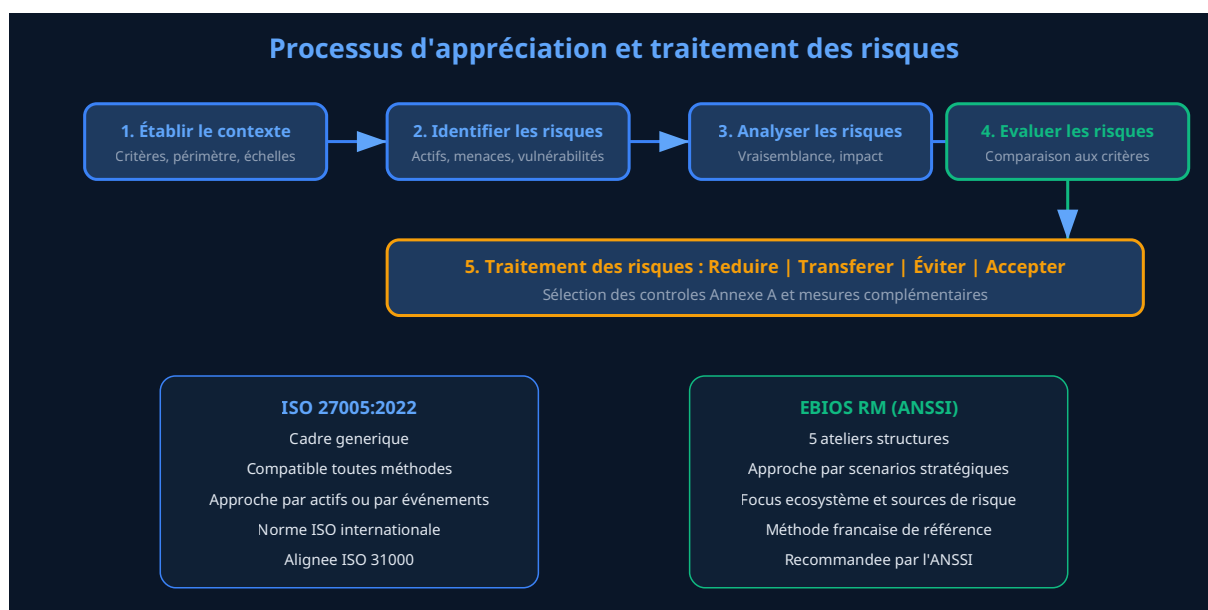 Processus d'appréciation et traitement des risques
1. Établir le contexte
Critères, périmètre, échelles
2. Identifier les risques
Actifs, menaces, vulnérabilités
3. Analyser les risques
Vraisemblance, impact
4. Evaluer les risques
Comparaison aux critères
5. Traitement des risques : Reduire | Transferer | Éviter | Accepter
Sélection des controles Annexe A et mesures complémentaires
ISO 27005:2022
Cadre generique
Compatible toutes méthodes
Approche par actifs ou par événements
Norme ISO internationale
Alignee ISO 31000
EBIOS RM (ANSSI)
5 ateliers structures
Approche par scenarios stratégiques
Focus ecosystème et sources de risque
Méthode francaise de référence
Recommandee par l'ANSSI